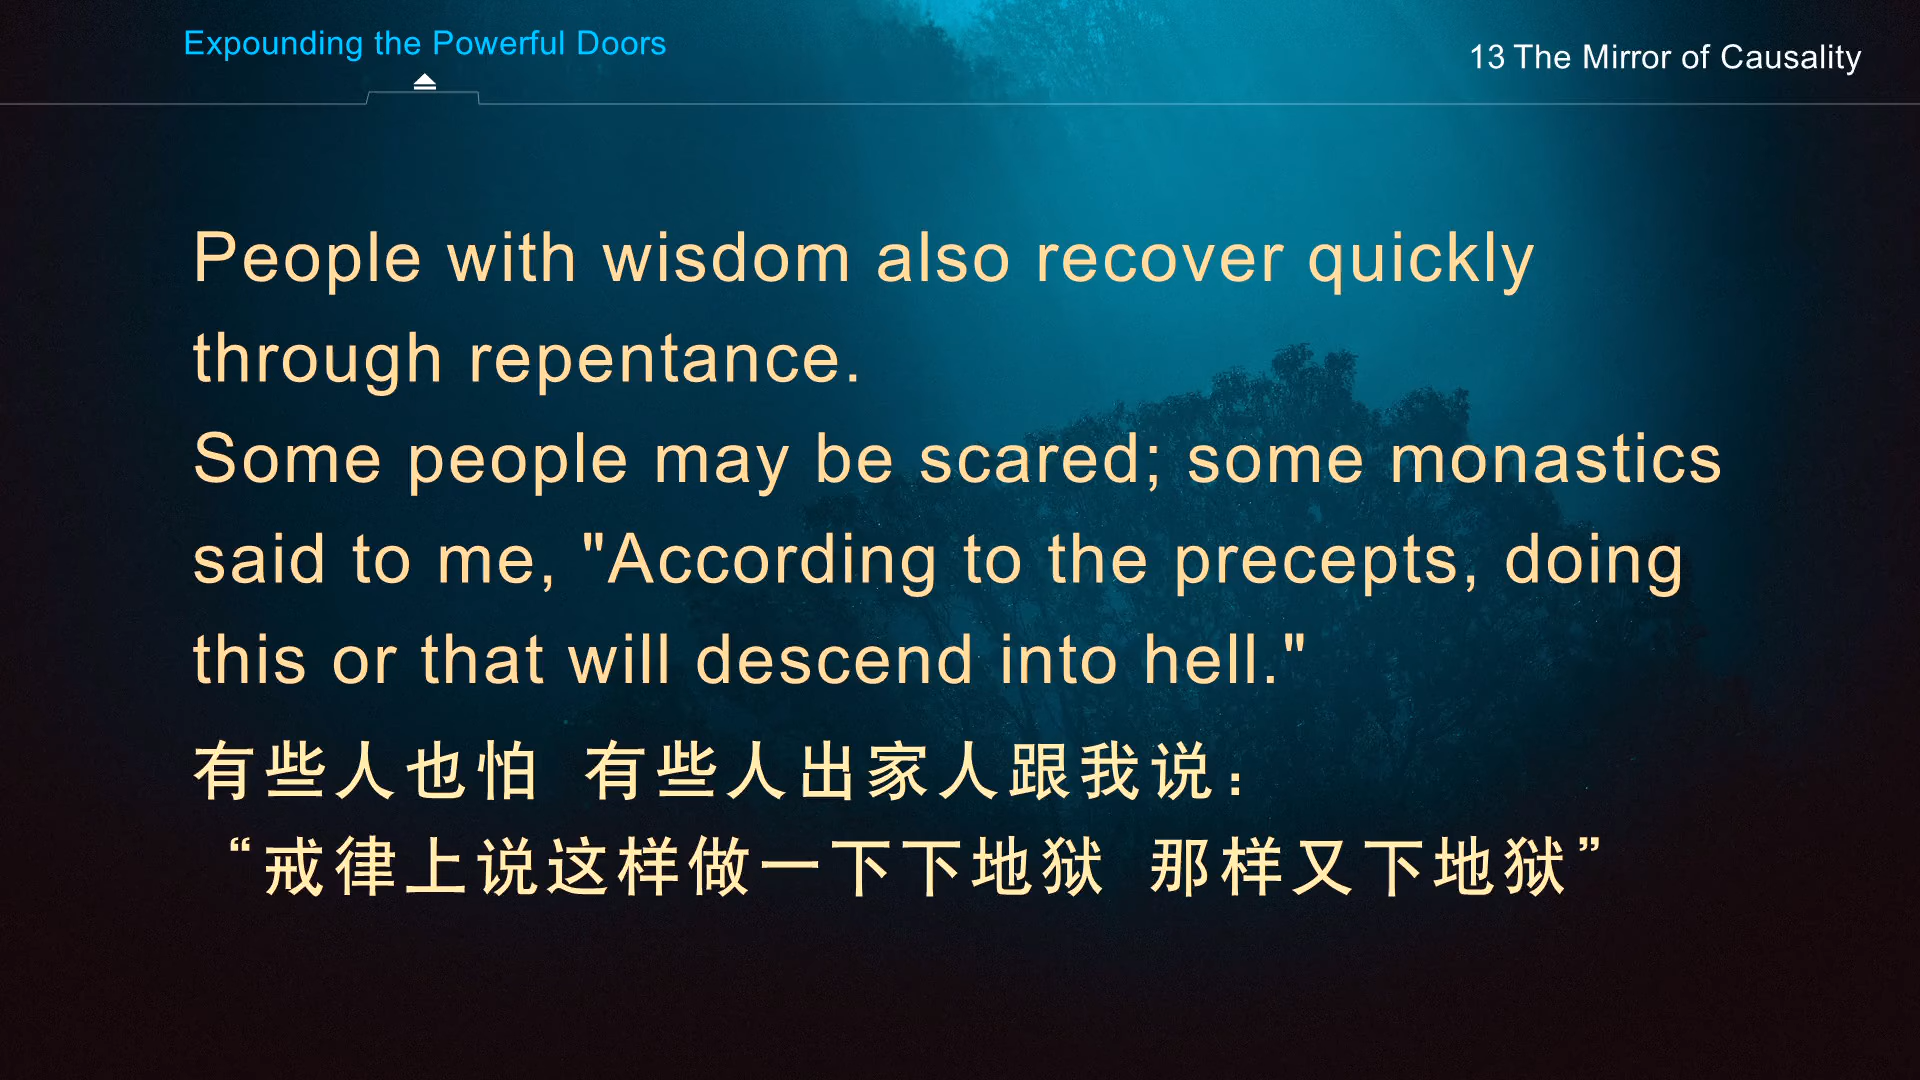 Expounding the Powerful Doors
13 The Mirror of Causality
People with wisdom also recover quickly
through repentance.
Some people may be scared; some monastics
said to me, "According to the precepts, doing
this or that will descend into hell."
有些人也怕 有些人出家人跟我说：
“戒律上说这样做一下下地狱 那样又下地狱”